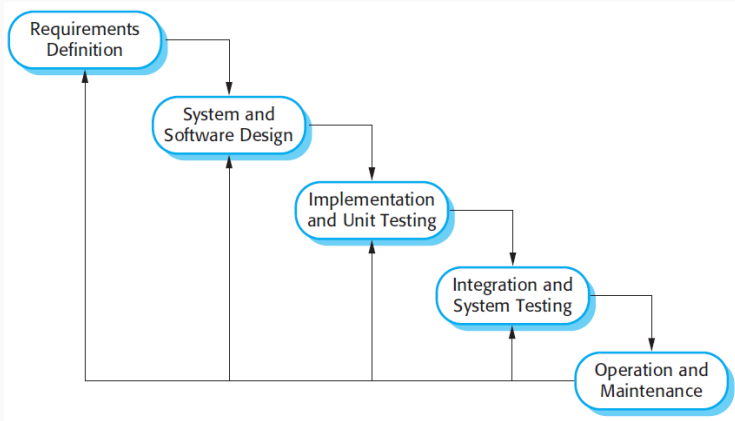 Requirements
Definition
System and
Software Design
Implementation
and Unit Testing
Integration and
System Testing
Operation and
Maintenance